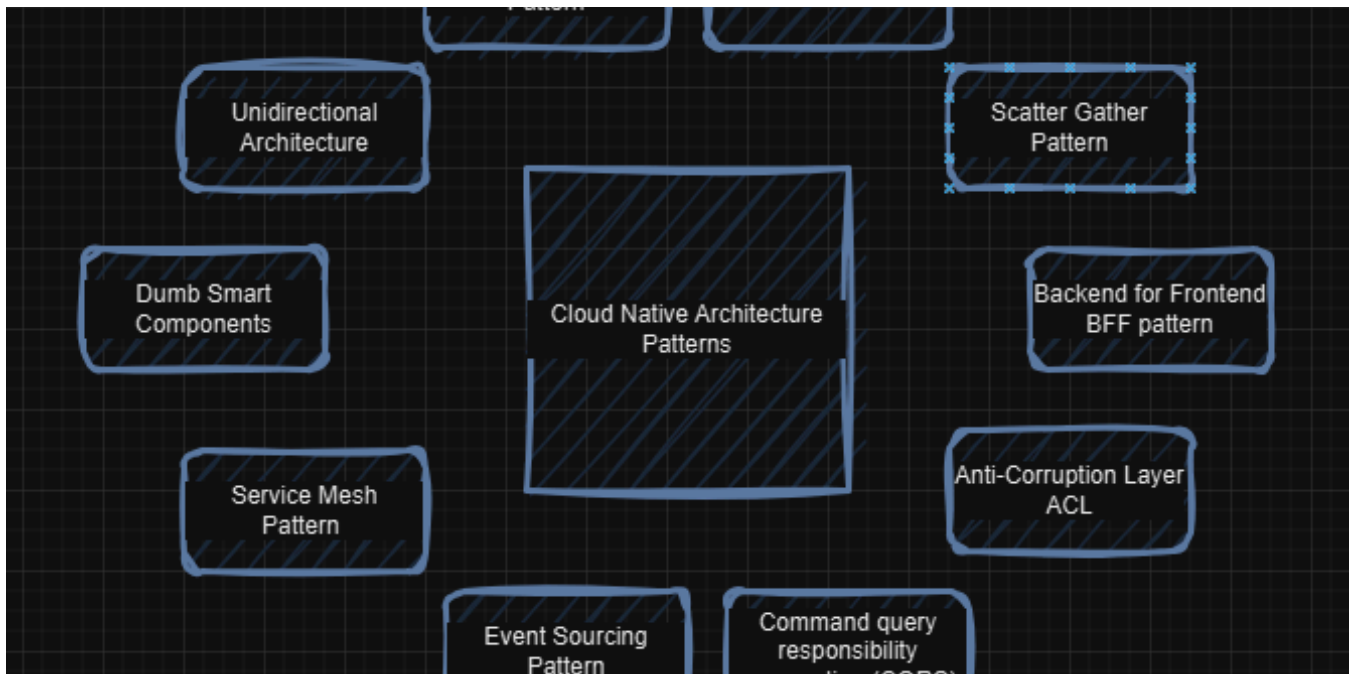 Unidirectional
Architecture
Scatter Gather
Pattern
Dumb Smart
Components
Cloud Native Architecture
Patterns
Backend for Frontend
BFF pattern
Service Mesh
Pattern
Anti-Corruption Layer
ACL
Event Sourcing
Pattern
Command query
responsibility